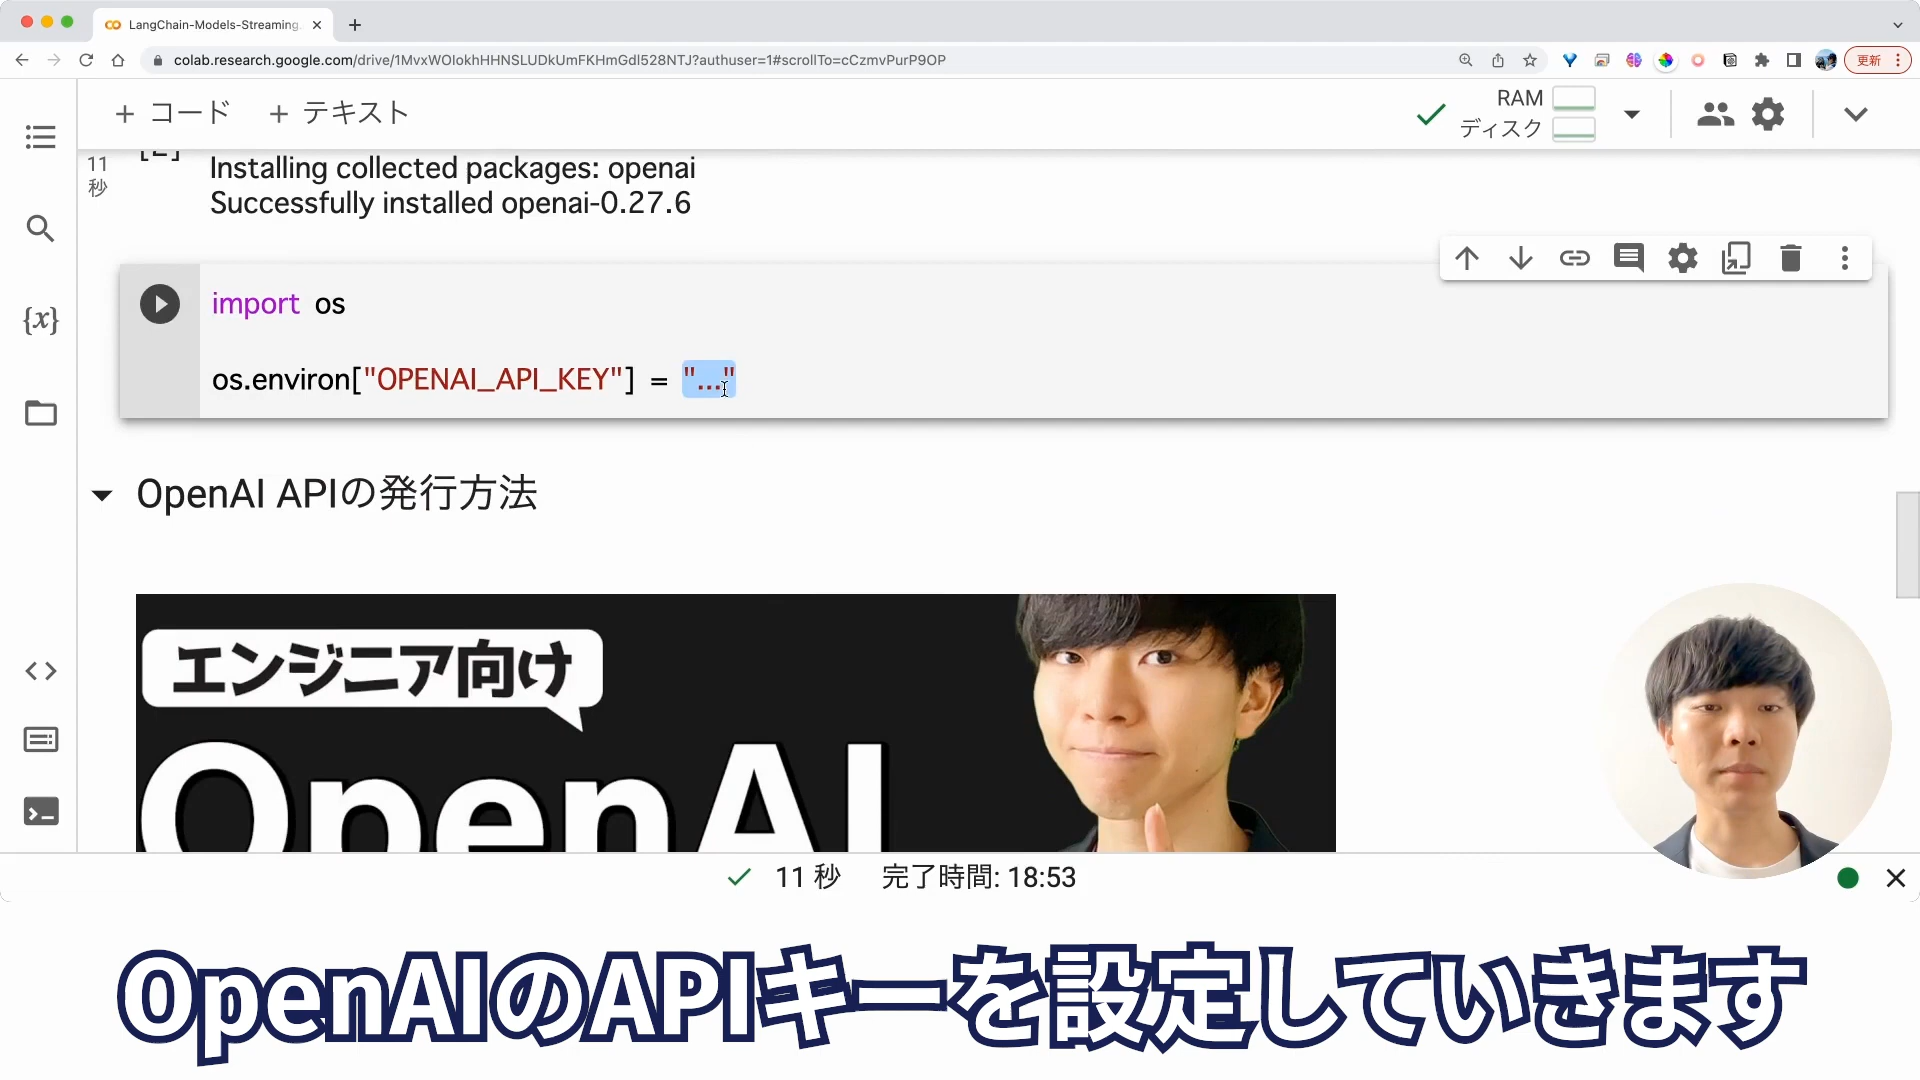 LangChain-Models-Streaming.
colab.research.google.com/drive/1MvxWOlokhHHNSLUDkUmFKHmGdI528NTJ?authuser=1#scrollTo=cCzmvPurP9OP
更新
+ コード + テキスト
RAM
ディスク
11
秒
Installing collected packages: openai
Successfully installed openai-0.27.6
import os
os.environ["OPENAI_API_KEY"] = "..."
{x}
OpenAI APIの発行方法
エンジニア向け
OpenAI
11 秒 完了時間: 18:53
OpenAIのAPIキーを設定していきます